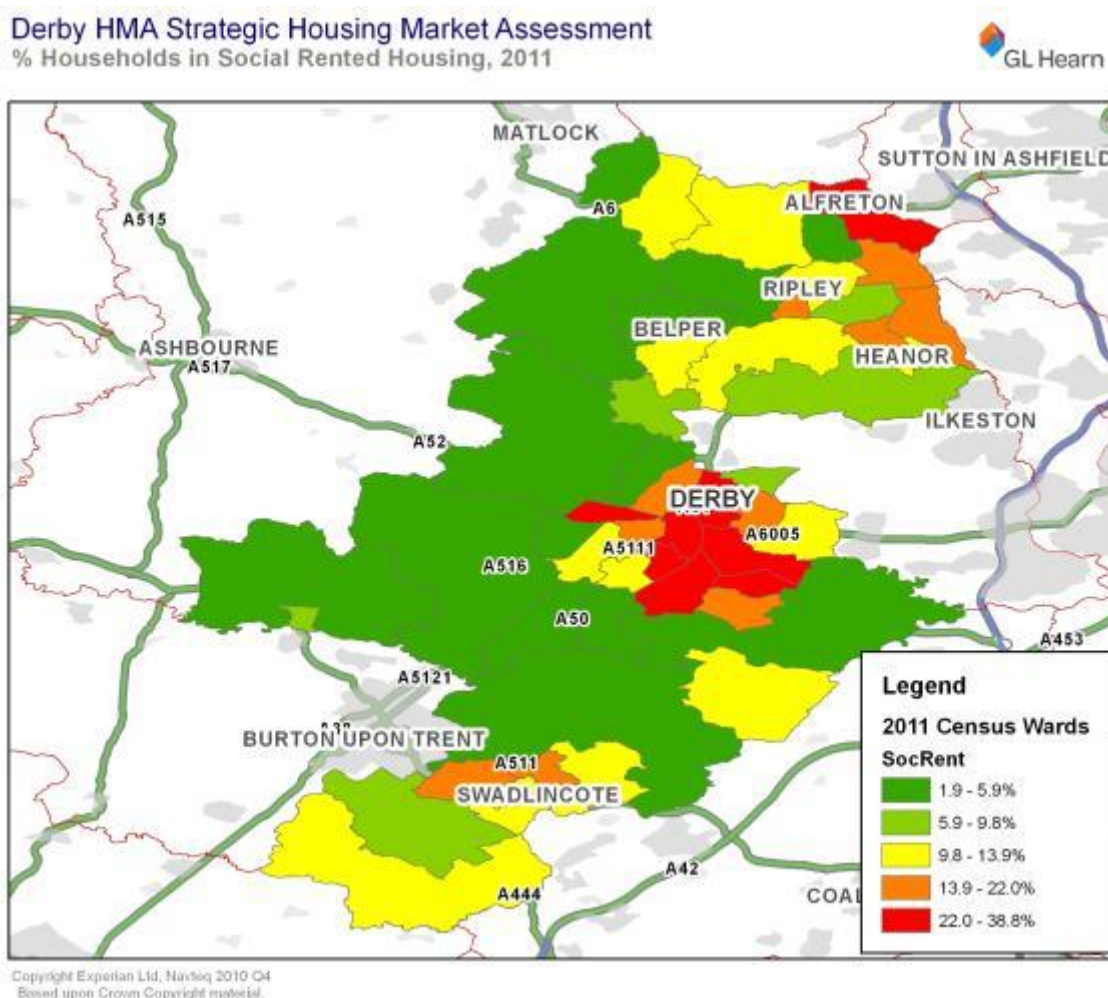 Derby HMA Strategic Housing Market Assessment
% Households in Social Rented Housing, 2011
GL Hearn
MATLOCK
SUTTON IN ASHFIELD
ALFRETON
A6
A515
RIPLEY
BELPER
ASHBOURNE
HEANOR
A517
ILKESTON
A52
DERBY
A6005
A5111
A516
A50
A453
A5121
BURTON UPON TRENT
A511
SWADLINCOTE
A42
A444
COAL
Legend
2011 Census Wards
SocRent
1.9 - 5.9%
5.9 - 9.8%
9.8 - 13.9%
13.9 - 22.0%
22.0 - 38.8%
Copyright Experian Ltd, Navteq 2010 Q4
Based upon Crown Copyright material.